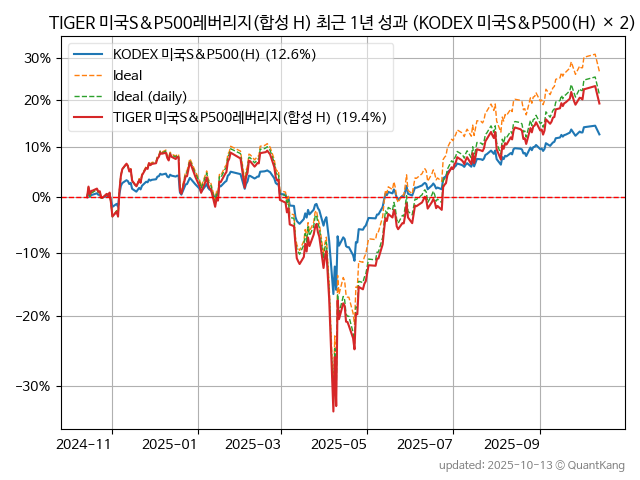 TIGER 미국S&P500레버리지(합성 H) 최근 1년 성과 (KODEX 미국S&P500(H) × 2)
KODEX 미국S&P500(H) (12.6%)
Ideal
Ideal (daily)
TIGER 미국S&P500레버리지(합성 H) (19.4%)
30%
20%
10%
0%
−10%
−20%
−30%
2024-11 2025-01 2025-03 2025-05 2025-07 2025-09
updated: 2025-10-13 © QuantKang